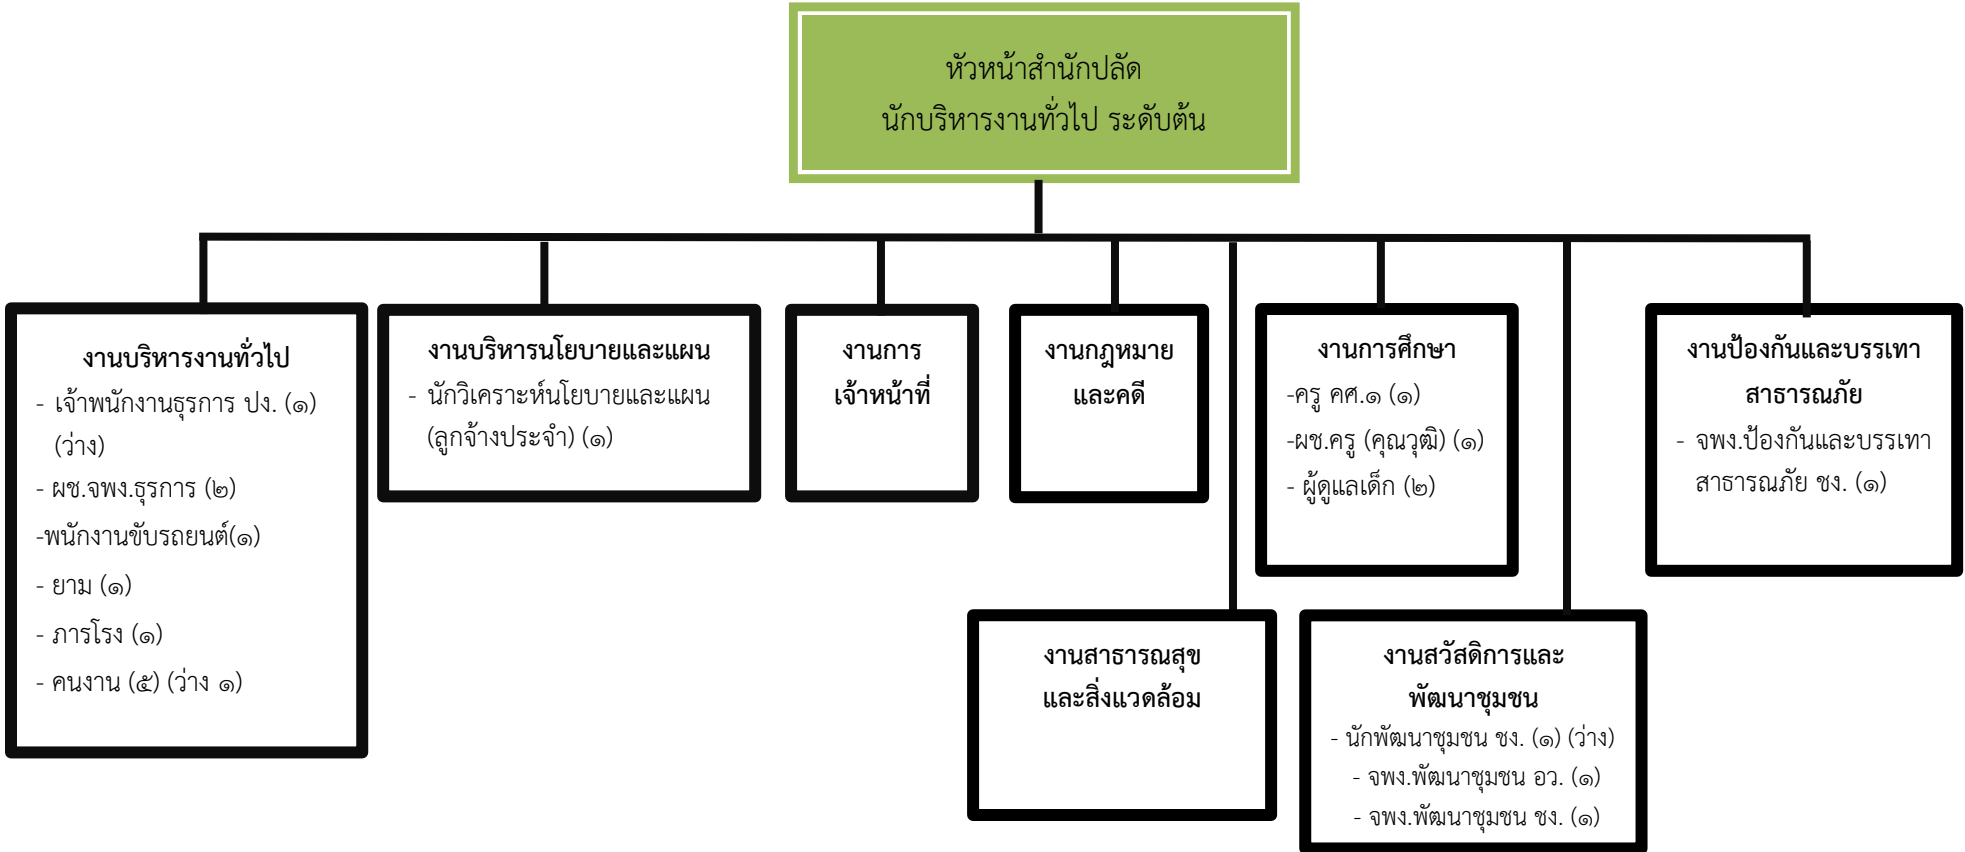 หัวหน้าสำนักปลัด
นักบริหารงานทั่วไป ระดับต้น
งานบริหารงานทั่วไป
- เจ้าพนักงานธุรการ ปง. (๑)
(ว่าง)
- ผช.จพง.ธุรการ (๒)
-พนักงานขับรถยนต์(๑)
- ยาม (๑)
- ภารโรง (๑)
- คนงาน (๕) (ว่าง ๑)
งานบริหารนโยบายและแผน
- นักวิเคราะห์นโยบายและแผน
(ลูกจ้างประจำ) (๑)
งานการ
เจ้าหน้าที่
งานกฎหมาย
และคดี
งานการศึกษา
-ครู คศ.๑ (๑)
-ผช.ครู (คุณวุฒิ) (๑)
- ผู้ดูแลเด็ก (๒)
งานป้องกันและบรรเทา
สาธารณภัย
- จพง.ป้องกันและบรรเทา
สาธารณภัย ชง. (๑)
งานสาธารณสุข
และสิ่งแวดล้อม
งานสวัสดิการและ
พัฒนาชุมชน
- นักพัฒนาชุมชน ชง. (๑) (ว่าง)
- จพง.พัฒนาชุมชน อว. (๑)
- จพง.พัฒนาชุมชน ชง. (๑)